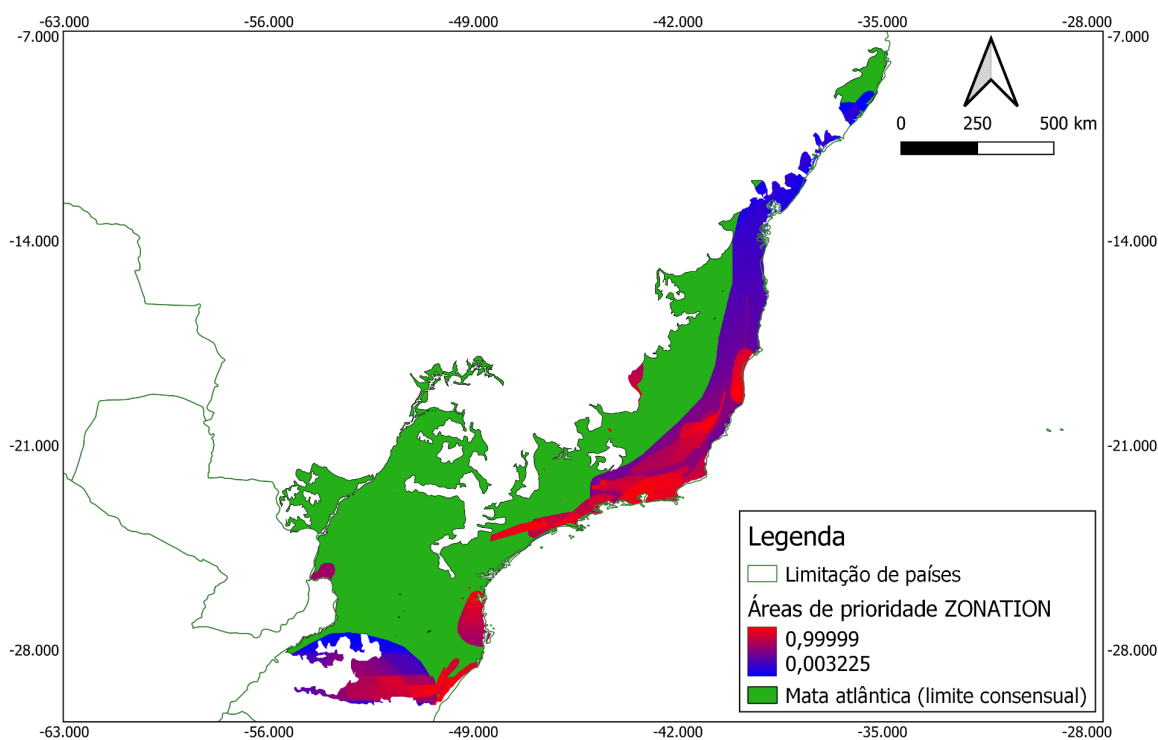 -63.000 -56.000 -49.000 -42.000 -35.000 -28.000
-7.000 -7.000
0 250 500 km
-14.000 -14.000
-21.000 -21.000
Legenda
Limitação de países
Áreas de prioridade ZONATION
0,99999
0,003225
Mata atlântica (limite consensual)
-28.000 -28.000
-63.000 -56.000 -49.000 -42.000 -35.000 -28.000